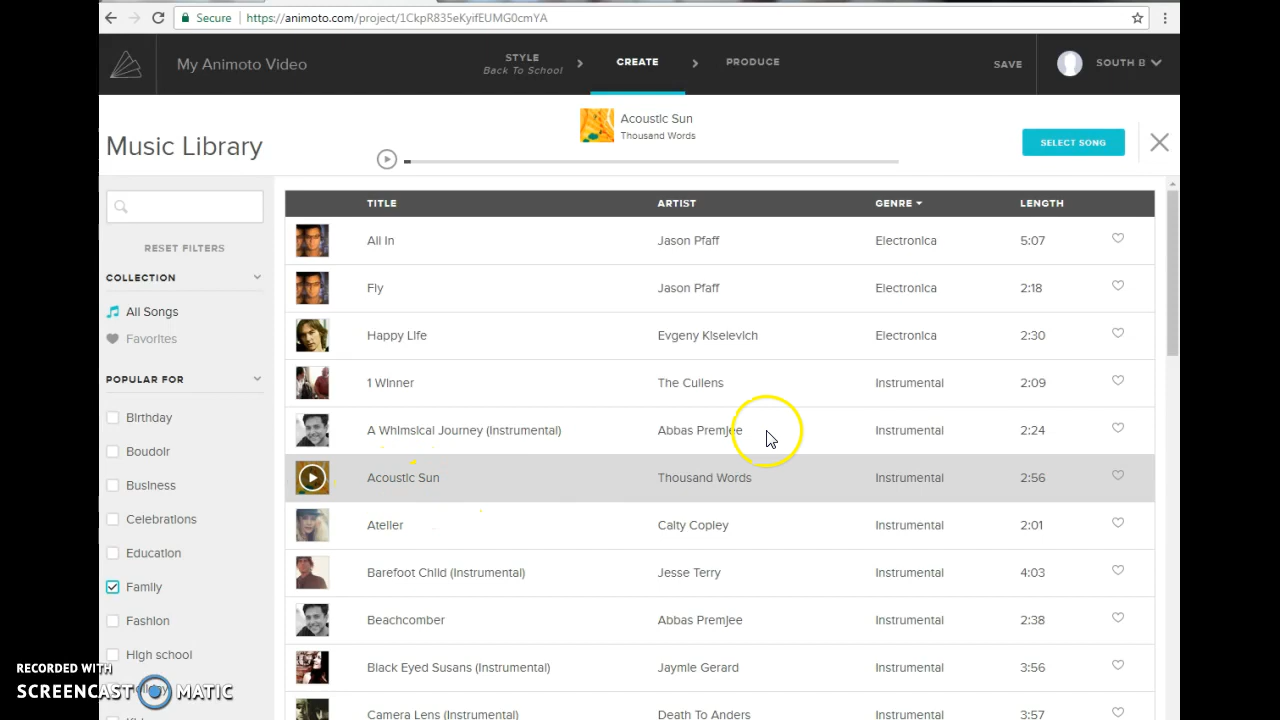 Secure https://animoto.com/project/1CkpR835eKyifEUMG0cmYA
My Animoto Video
STYLE
Back To School
CREATE
PRODUCE
SAVE
SOUTH B
Music Library
Acoustic Sun
Thousand Words
SELECT SONG
RESET FILTERS
COLLECTION
All Songs
Favorites
POPULAR FOR
Birthday
Boudoir
Business
Celebrations
Education
Family
Fashion
High school
TITLE ARTIST GENRE LENGTH
All In Jason Pfaff Electronica 5:07
Fly Jason Pfaff Electronica 2:18
Happy Life Evgeny Kiselevich Electronica 2:30
1 Winner The Cullens Instrumental 2:09
A Whimsical Journey (Instrumental) Abbas Premjee Instrumental 2:24
Acoustic Sun Thousand Words Instrumental 2:56
Atelier Caity Copley Instrumental 2:01
Barefoot Child (Instrumental) Jesse Terry Instrumental 4:03
Beachcomber Abbas Premjee Instrumental 2:38
Black Eyed Susans (Instrumental) Jaymie Gerard Instrumental 3:56
Camera Lens (Instrumental) Death To Anders Instrumental 3:57
RECORDED WITH
SCREENCAST MATIC